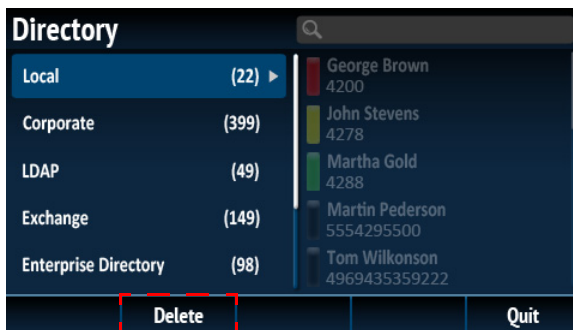 Directory
Local (22)
Corporate (399)
LDAP (49)
Exchange (149)
Enterprise Directory (98)
George Brown
4200
John Stevens
4278
Martha Gold
4288
Martin Pederson
5554295500
Tom Wilkonson
4969435359222
Delete Quit